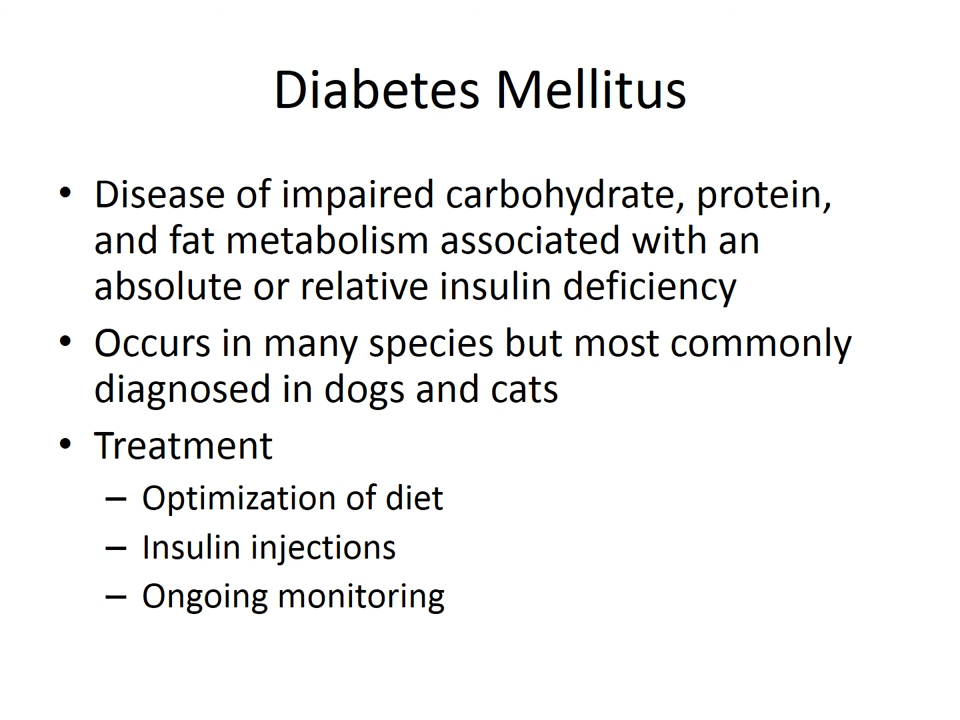 Diabetes Mellitus
• Disease of impaired carbohydrate, protein,
and fat metabolism associated with an
absolute or relative insulin deficiency
• Occurs in many species but most commonly
diagnosed in dogs and cats
• Treatment
– Optimization of diet
– Insulin injections
– Ongoing monitoring